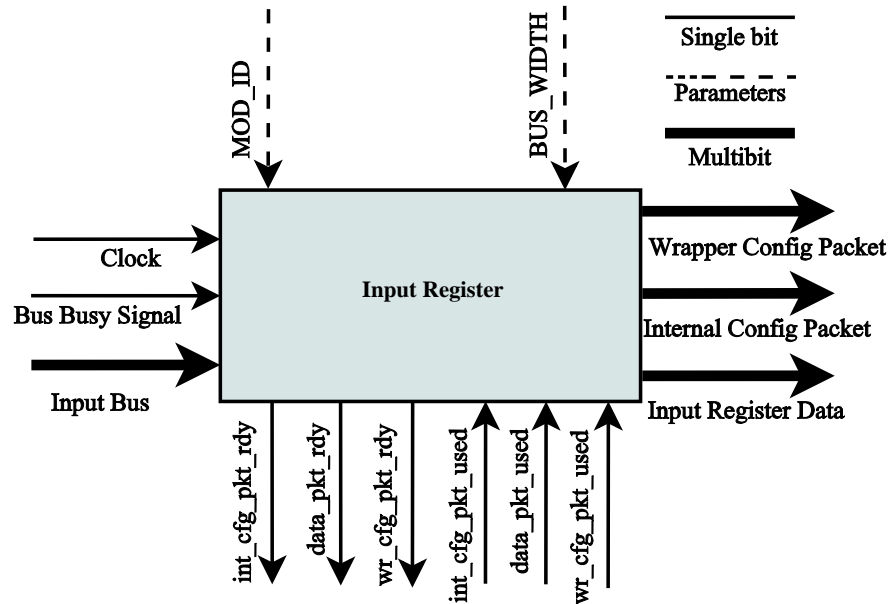 MOD_ID
BUS_WIDTH
Single bit
Parameters
Multibit
Clock
Bus Busy Signal
Input Bus
Input Register
Wrapper Config Packet
Internal Config Packet
Input Register Data
int_cfg_pkt_rdy
data_pkt_rdy
wr_cfg_pkt_rdy
int_cfg_pkt_used
data_pkt_used
wr_cfg_pkt_used